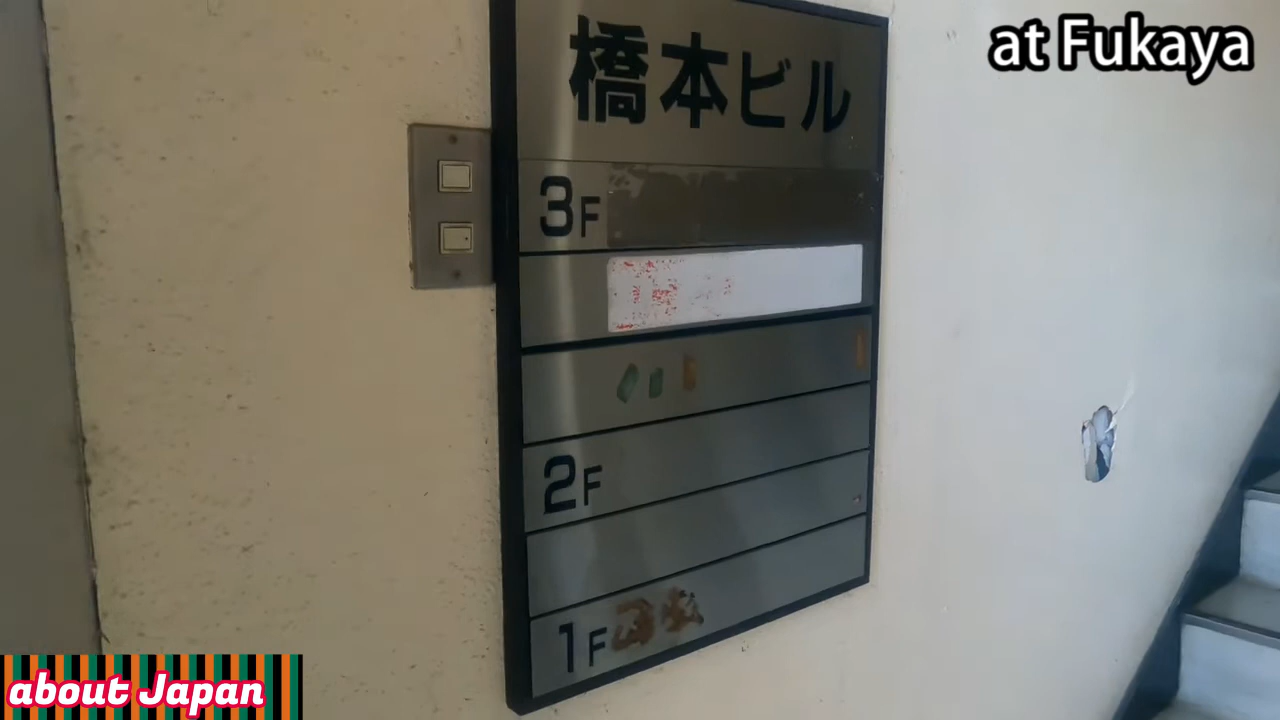 at Fukaya
橋本ビル
3F
2F
1F
about Japan